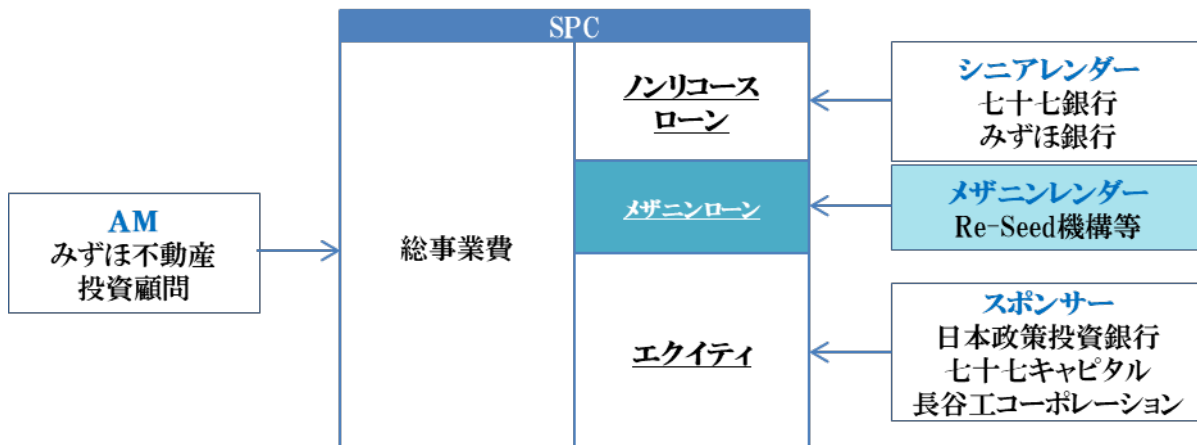 SPC
AM
みずほ不動産
投資顧問
総事業費
ノンリコース
ローン
メザニンローン
エクイティ
シニアレンダー
七十七銀行
みずほ銀行
メザニンレンダー
Re-Seed機構等
スポンサー
日本政策投資銀行
七十七キャピタル
長谷工コーポレーション